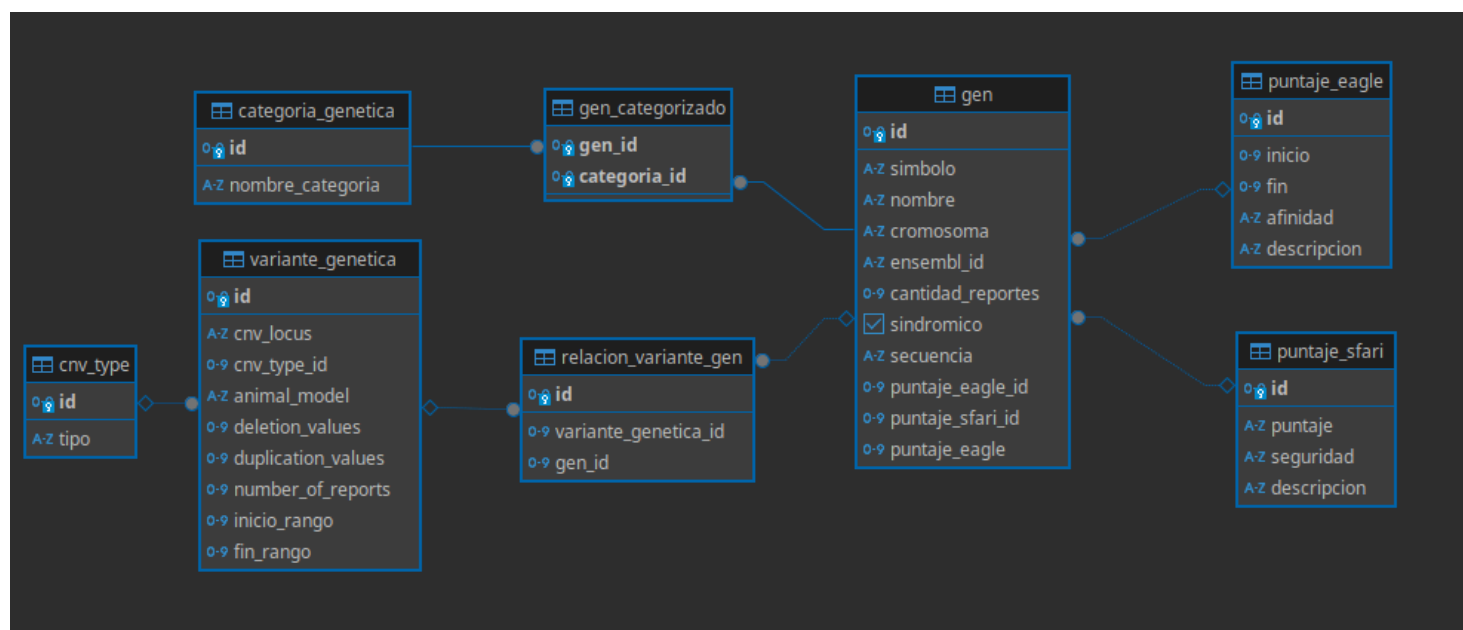 categoria_genetica
id
nombre_categoria
gen_categorizado
gen_id
categoria_id
gen
id
simbolo
nombre
cromosoma
ensembl_id
cantidad_reportes
sindromico
secuencia
puntaje_eagle_id
puntaje_sfari_id
puntaje_eagle
puntaje_eagle
id
inicio
fin
afinidad
descripcion
cnv_type
id
tipo
variante_genetica
id
cnv_locus
cnv_type_id
animal_model
deletion_values
duplication_values
number_of_reports
inicio_rango
fin_rango
relacion_variante_gen
id
variante_genetica_id
gen_id
puntaje_sfari
id
puntaje
seguridad
descripcion